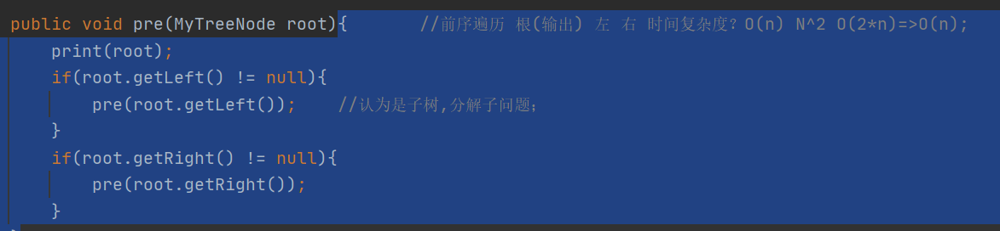 public void pre(MyTreeNode root){ //前序遍历 根(输出) 左 右 时间复杂度? O(n) N^2 O(2*n)=>O(n);
print(root);
if(root.getLeft() != null){
pre(root.getLeft()); //认为是子树,分解子问题;
}
if(root.getRight() != null){
pre(root.getRight());
}
}